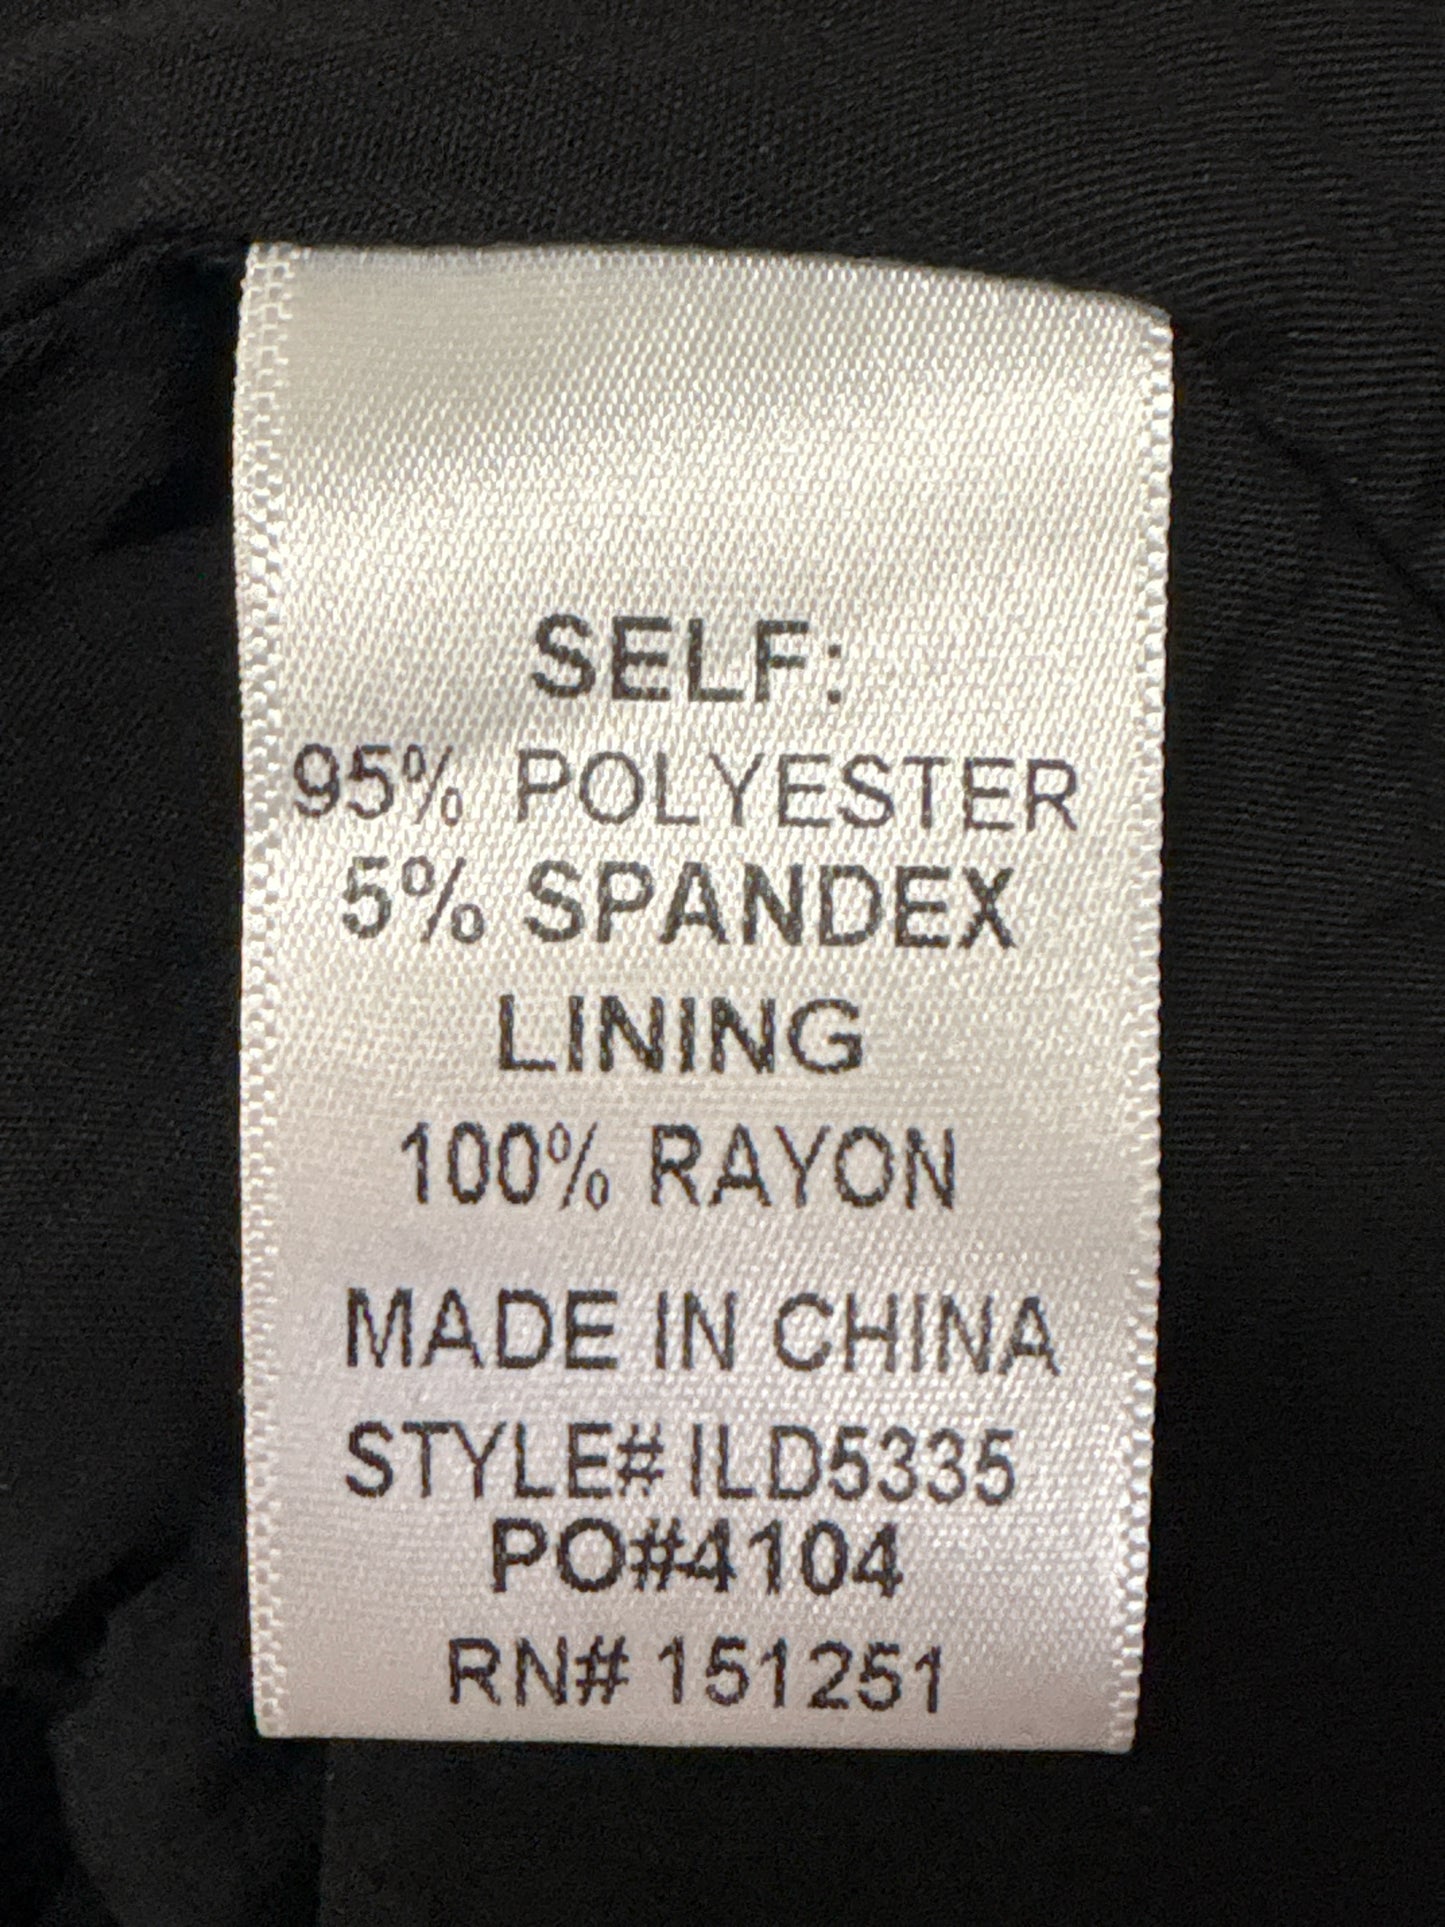 SELF:
95% POLYESTER
5% SPANDEX
LINING
100% RAYON
MADE IN CHINA
STYLE# ILD5335
PO#4104
RN# 151251